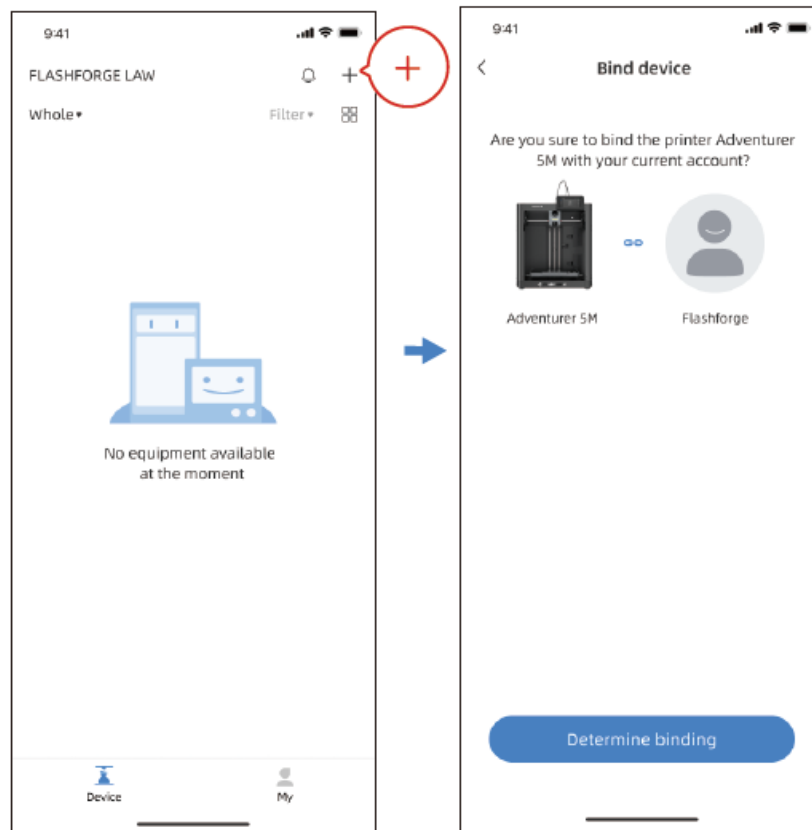 9:41
FLASHFORGE LAW
Whole
Filter
No equipment available
at the moment
Device
My
9:41
Bind device
Are you sure to bind the printer Adventurer
5M with your current account?
Adventurer 5M
Flashforge
Determine binding